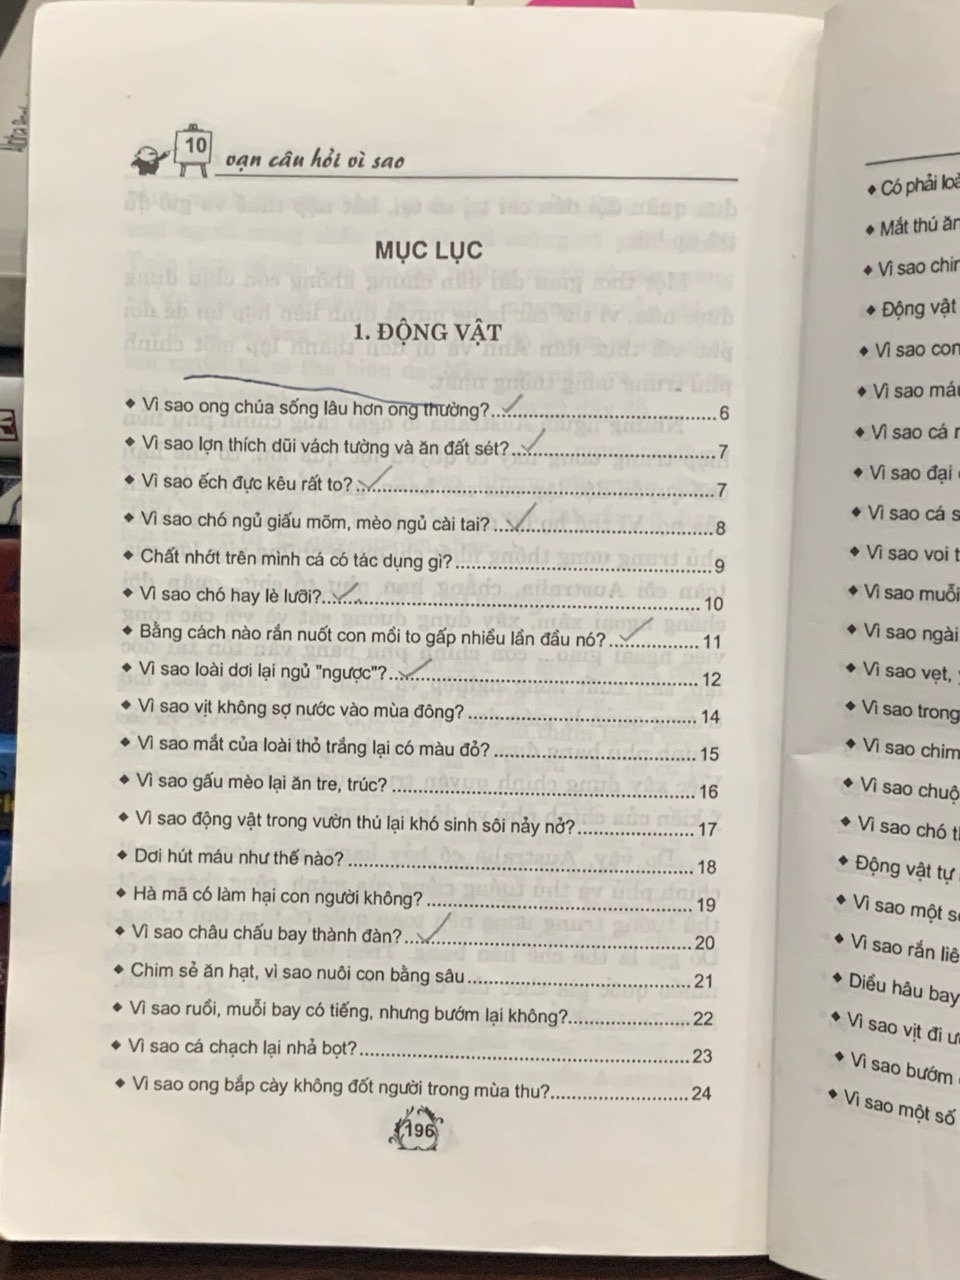 10 vạn câu hỏi vì sao
MỤC LỤC
1. ĐỘNG VẬT
◆ Vì sao ong chúa sống lâu hơn ong thường?....................6
◆ Vì sao lợn thích dũi vách tường và ăn đất sét?....................7
◆ Vì sao ếch đực kêu rất to?....................7
◆ Vì sao chó ngủ giấu mõm, mèo ngủ cài tai?....................8
◆ Chất nhớt trên mình cá có tác dụng gì?....................9
◆ Vì sao chó hay lè lưỡi?....................10
◆ Bằng cách nào rắn nuốt con mồi to gấp nhiều lần đầu nó?....................11
◆ Vì sao loài dơi lại ngủ "ngược"?....................12
◆ Vì sao vịt không sợ nước vào mùa đông?....................14
◆ Vì sao mắt của loài thỏ trắng lại có màu đỏ?....................15
◆ Vì sao gấu mèo lại ăn tre, trúc?....................16
◆ Vì sao động vật trong vườn thú lại khó sinh sôi nảy nở?....................17
◆ Dơi hút máu như thế nào?....................18
◆ Hà mã có làm hại con người không?....................19
◆ Vì sao châu chấu bay thành đàn?....................20
◆ Chim sẻ ăn hạt, vì sao nuôi con bằng sâu....................21
◆ Vì sao ruồi, muỗi bay có tiếng, nhưng bướm lại không?....................22
◆ Vì sao cá chạch lại nhả bọt?....................23
◆ Vì sao ong bắp cày không đốt người trong mùa thu?....................24
196
◆ Có phải
◆ Mắt thú
◆ Vì sao
◆ Động vật
◆ Vì sao con
◆ Vì sao
◆ Vì sao cá
◆ Vì sao đại
◆ Vì sao cá
◆ Vì sao voi
◆ Vì sao muỗi
◆ Vì sao ngài
◆ Vì sao vẹt,
◆ Vì sao trong
◆ Vì sao chim
◆ Vì sao
◆ Vì sao chó
◆ Động vật tự
◆ Vì sao một
◆ Vì sao rắn
◆ Diều hâu bay
◆ Vì sao vịt đi
◆ Vì sao bướm
◆ Vì sao một số